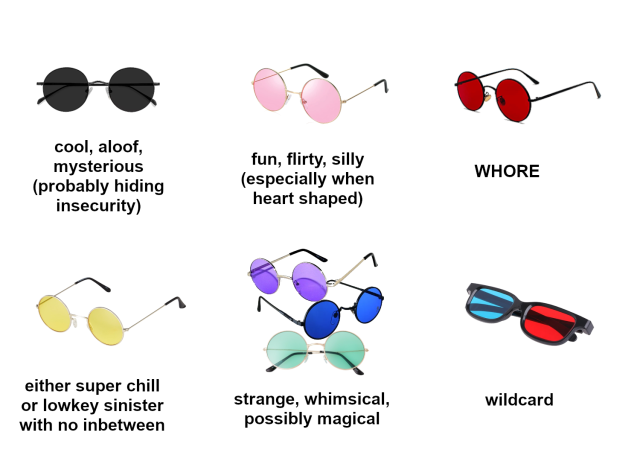 cool, aloof,
mysterious
(probably hiding
insecurity)
fun, flirty, silly
(especially when
heart shaped)
WHORE
either super chill
or lowkey sinister
with no inbetween
strange, whimsical,
possibly magical
wildcard